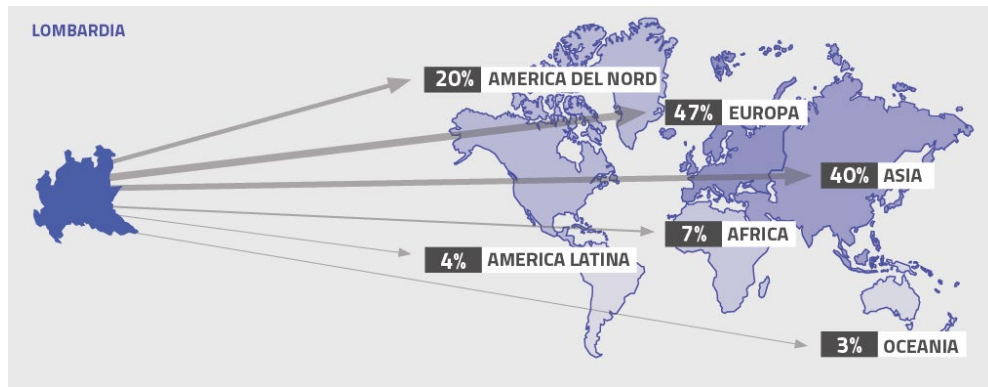 LOMBARDIA
20% AMERICA DEL NORD
47% EUROPA
40% ASIA
7% AFRICA
4% AMERICA LATINA
3% OCEANIA